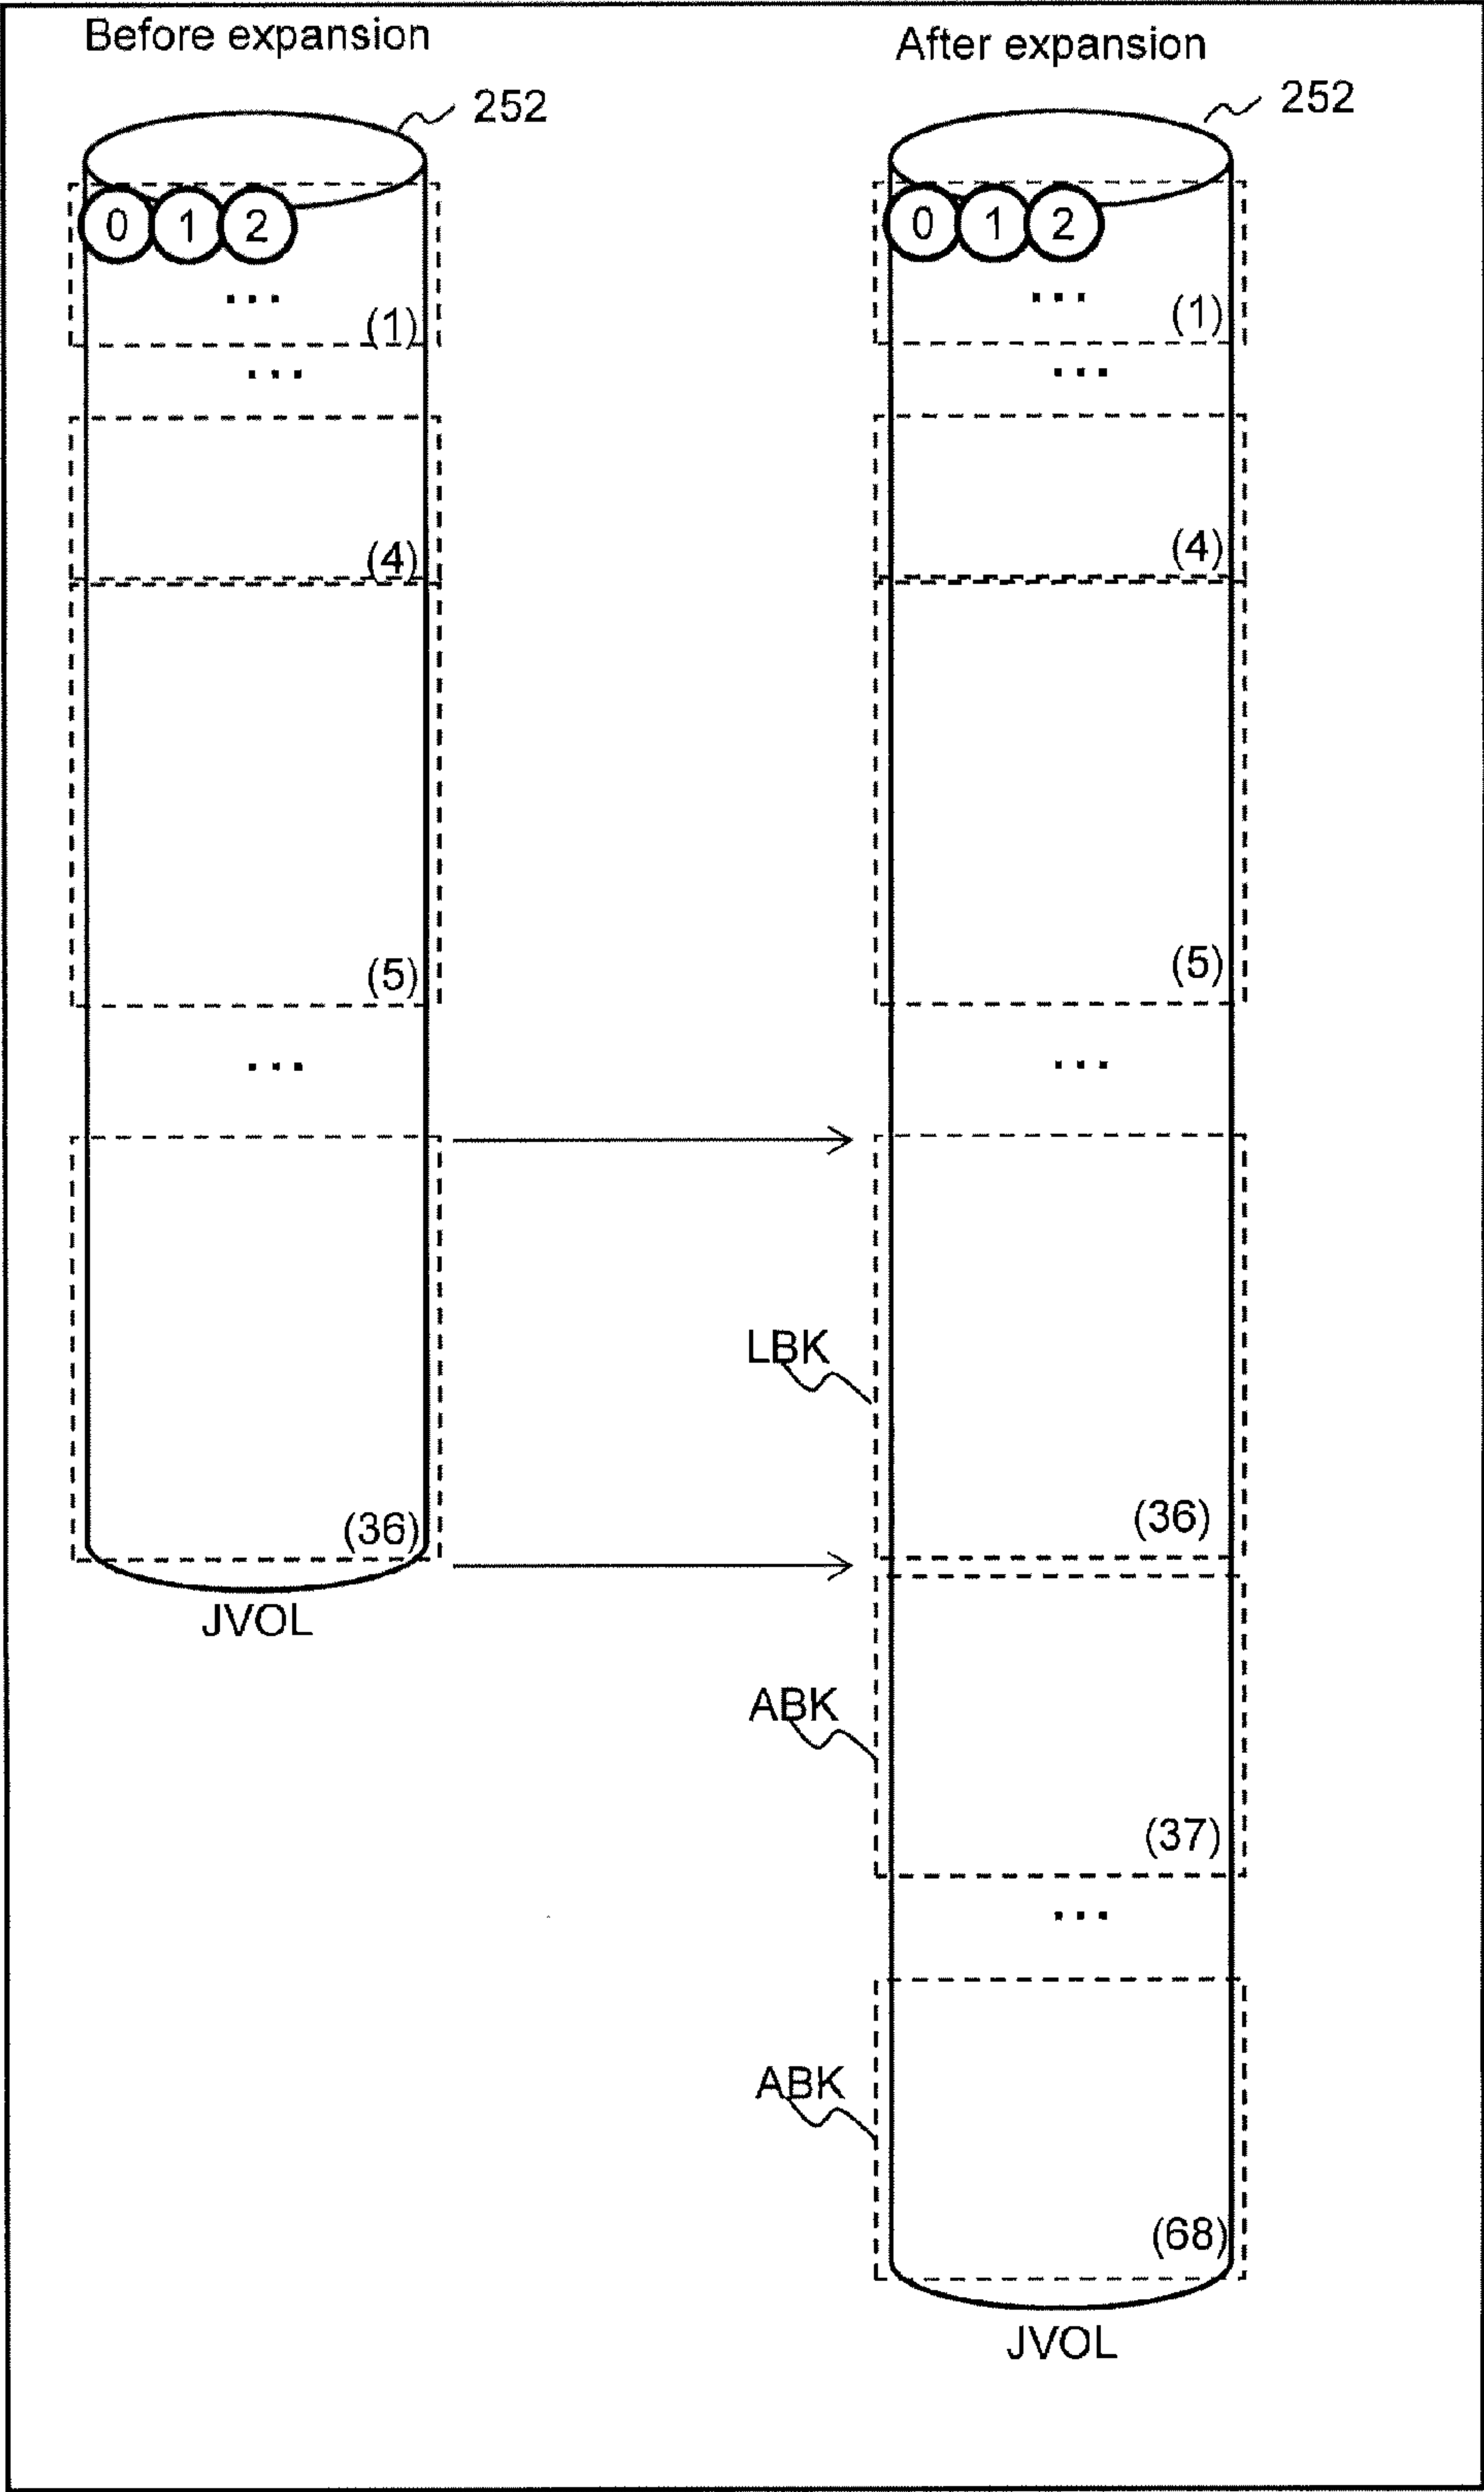 Before expansion
252
0 1 2
...
(1)
...
(4)
(5)
...
(36)
JVOL
After expansion
252
0 1 2
...
(1)
...
(4)
(5)
...
LBK
(36)
ABK
(37)
...
ABK
(68)
JVOL